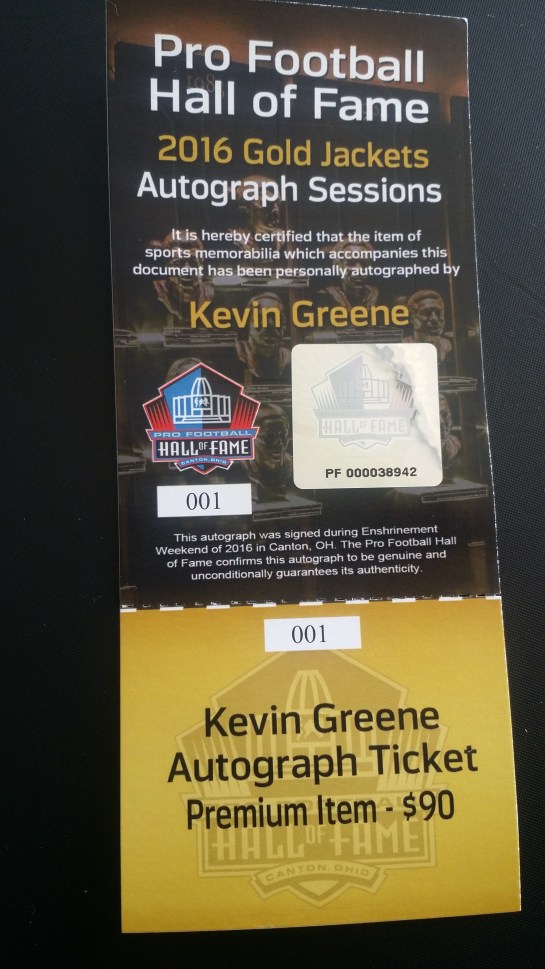 Pro Football
Hall of Fame
2016 Gold Jackets
Autograph Sessions
It is hereby certified that the item of
sports memorabilia which accompanies this
document has been personally autographed by
Kevin Greene
PRO FOOTBALL
HALL OF FAME
CANTON, OHIO
HALL OF FAME
PF 000038942
001
This autograph was signed during Enshrinement
Weekend of 2016 in Canton, OH. The Pro Football Hall
of Fame confirms this autograph to be genuine and
unconditionally guarantees its authenticity.
001
Kevin Greene
Autograph Ticket
Premium Item - $90
HALL OF FAME
CANTON, OHIO